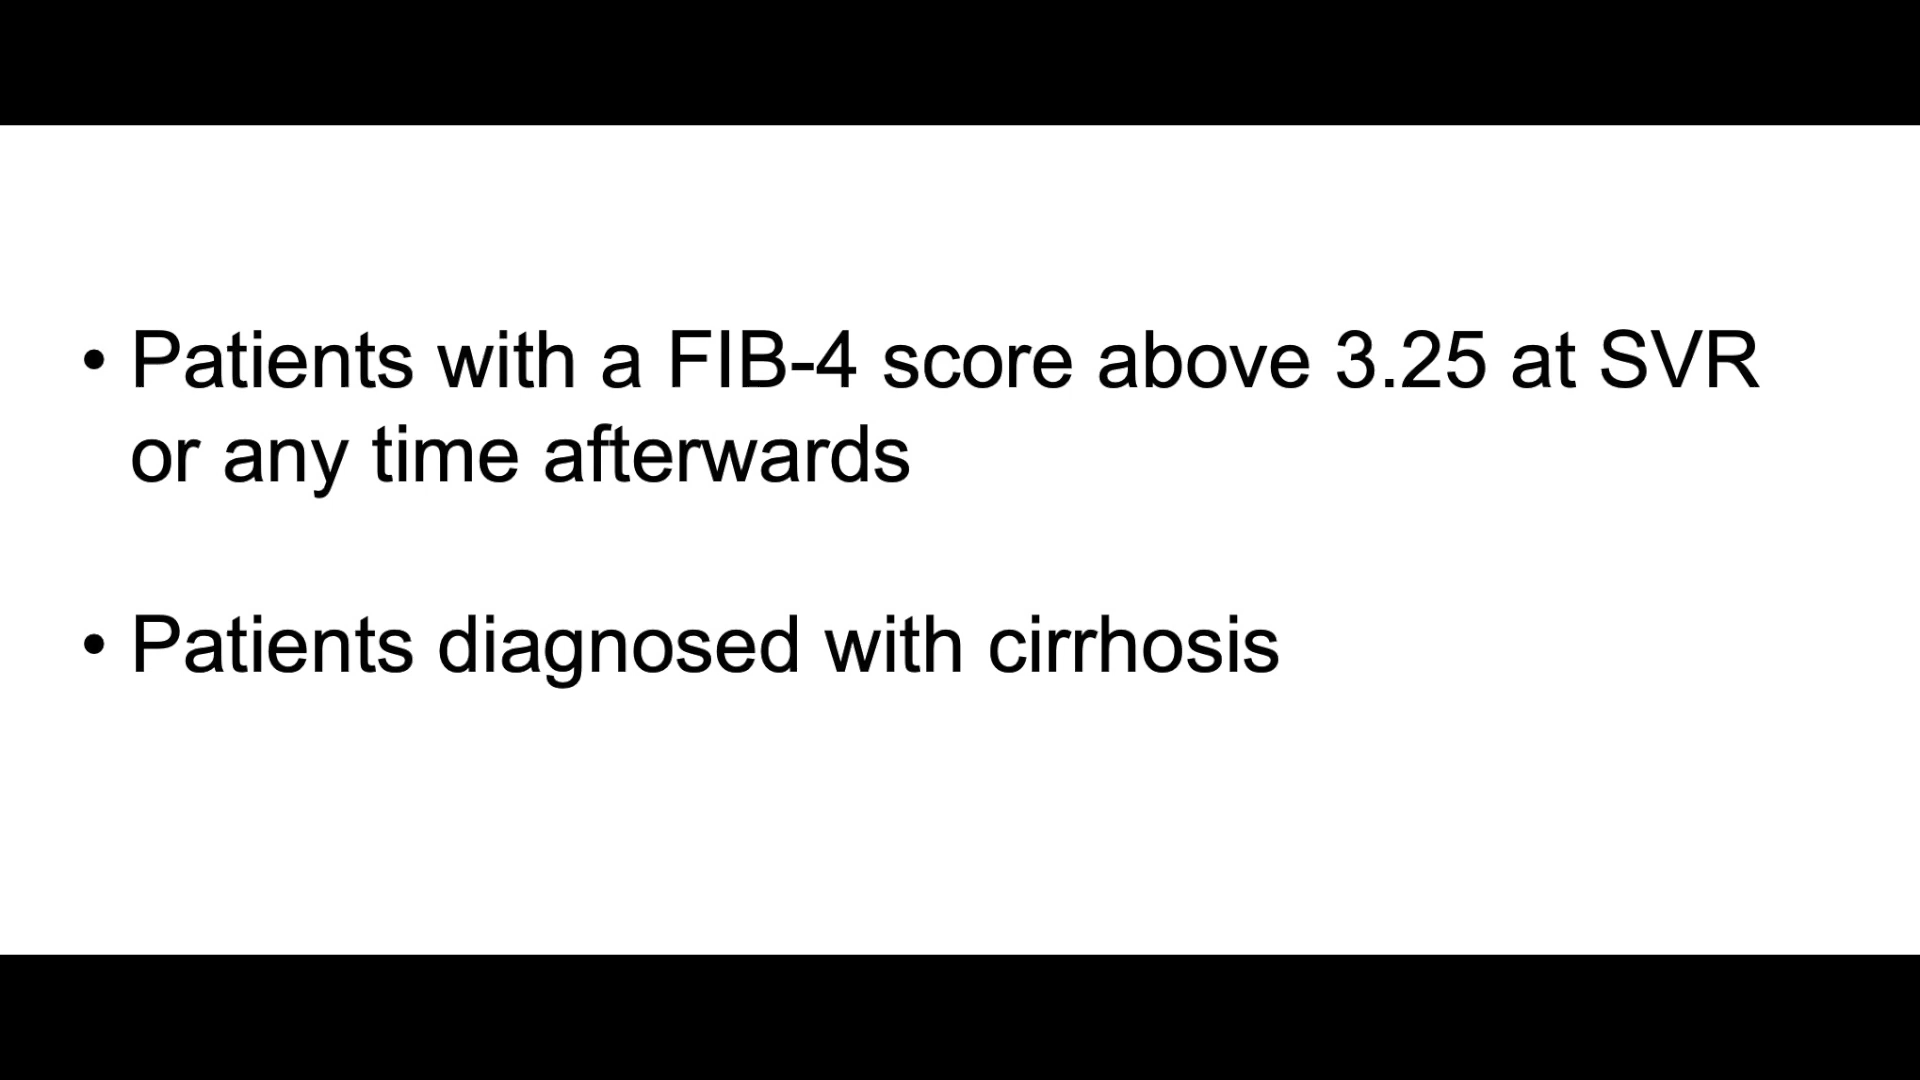 • Patients with a FIB-4 score above 3.25 at SVR
or any time afterwards
• Patients diagnosed with cirrhosis